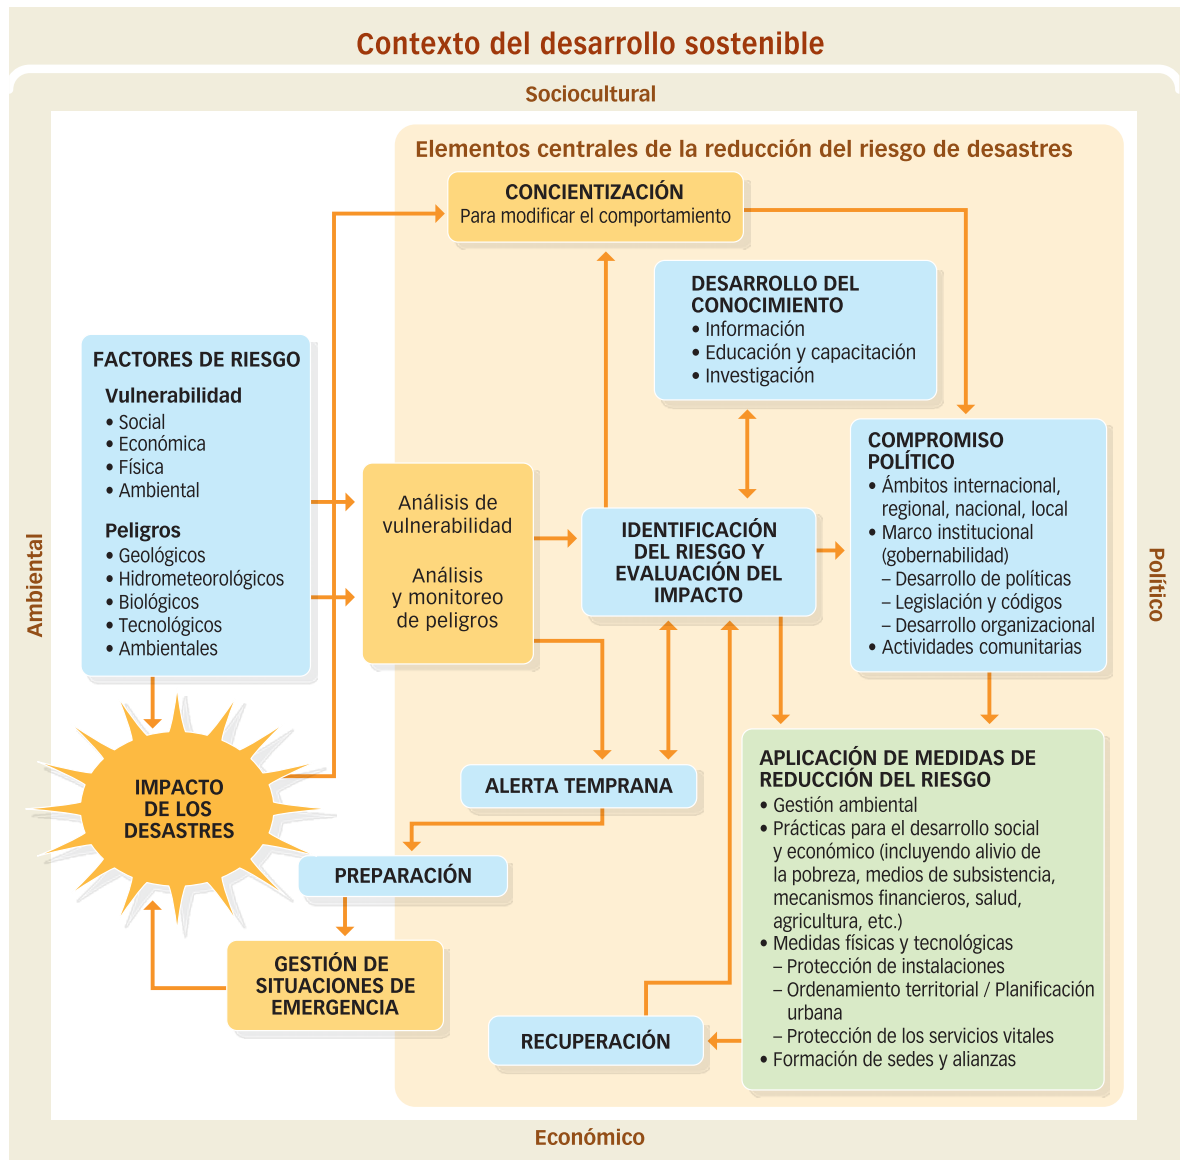 Contexto del desarrollo sostenible
Sociocultural
Elementos centrales de la reducción del riesgo de desastres
CONCIENTIZACIÓN
Para modificar el comportamiento
DESARROLLO DEL
CONOCIMIENTO
• Información
• Educación y capacitación
• Investigación
FACTORES DE RIESGO
Vulnerabilidad
• Social
• Económica
• Física
• Ambiental
Peligros
• Geológicos
• Hidrometeorológicos
• Biológicos
• Tecnológicos
• Ambientales
Análisis de
vulnerabilidad
Análisis
y monitoreo
de peligros
IDENTIFICACIÓN
DEL RIESGO Y
EVALUACIÓN DEL
IMPACTO
COMPROMISO
POLÍTICO
• Ámbitos internacional,
regional, nacional, local
• Marco institucional
(gobernabilidad)
– Desarrollo de políticas
– Legislación y códigos
– Desarrollo organizacional
• Actividades comunitarias
Ambiental
Político
IMPACTO
DE LOS
DESASTRES
ALERTA TEMPRANA
PREPARACIÓN
GESTIÓN DE
SITUACIONES DE
EMERGENCIA
RECUPERACIÓN
APLICACIÓN DE MEDIDAS DE
REDUCCIÓN DEL RIESGO
• Gestión ambiental
• Prácticas para el desarrollo social
y económico (incluyendo alivio de
la pobreza, medios de subsistencia,
mecanismos financieros, salud,
agricultura, etc.)
• Medidas físicas y tecnológicas
– Protección de instalaciones
– Ordenamiento territorial / Planificación
urbana
– Protección de los servicios vitales
• Formación de sedes y alianzas
Económico